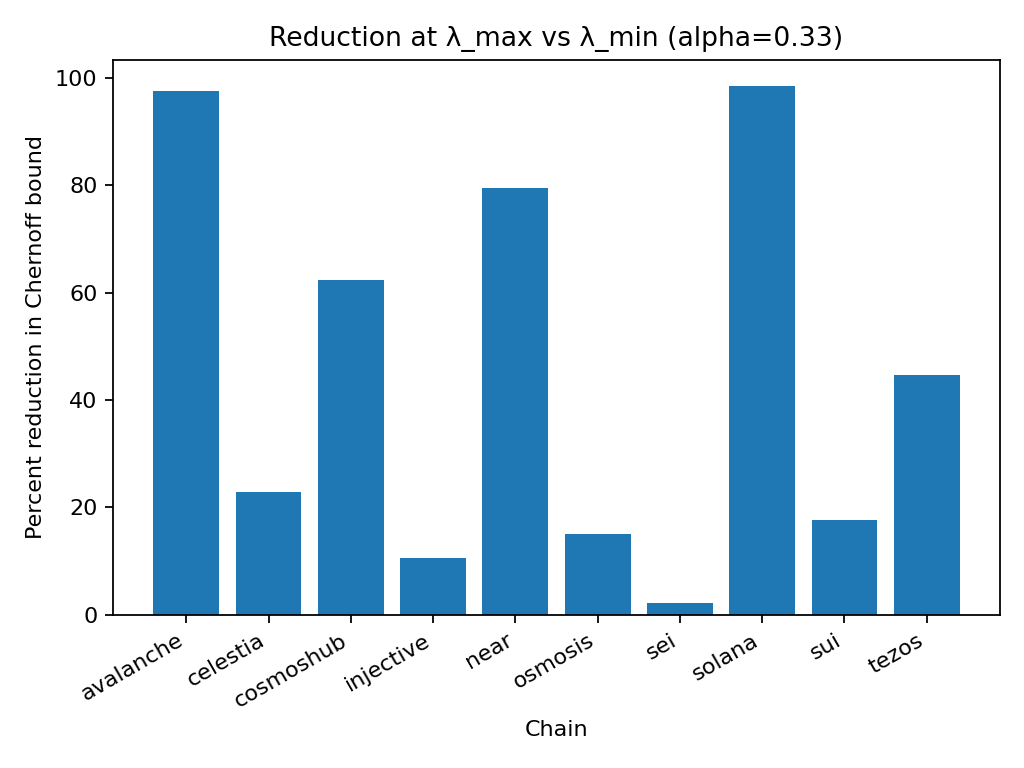 Reduction at λ_max vs λ_min (alpha=0.33)
Percent reduction in Chernoff bound
100
80
60
40
20
0
avalanche
celestia
cosmoshub
injective
near
osmosis
sei
solana
sui
tezos
Chain